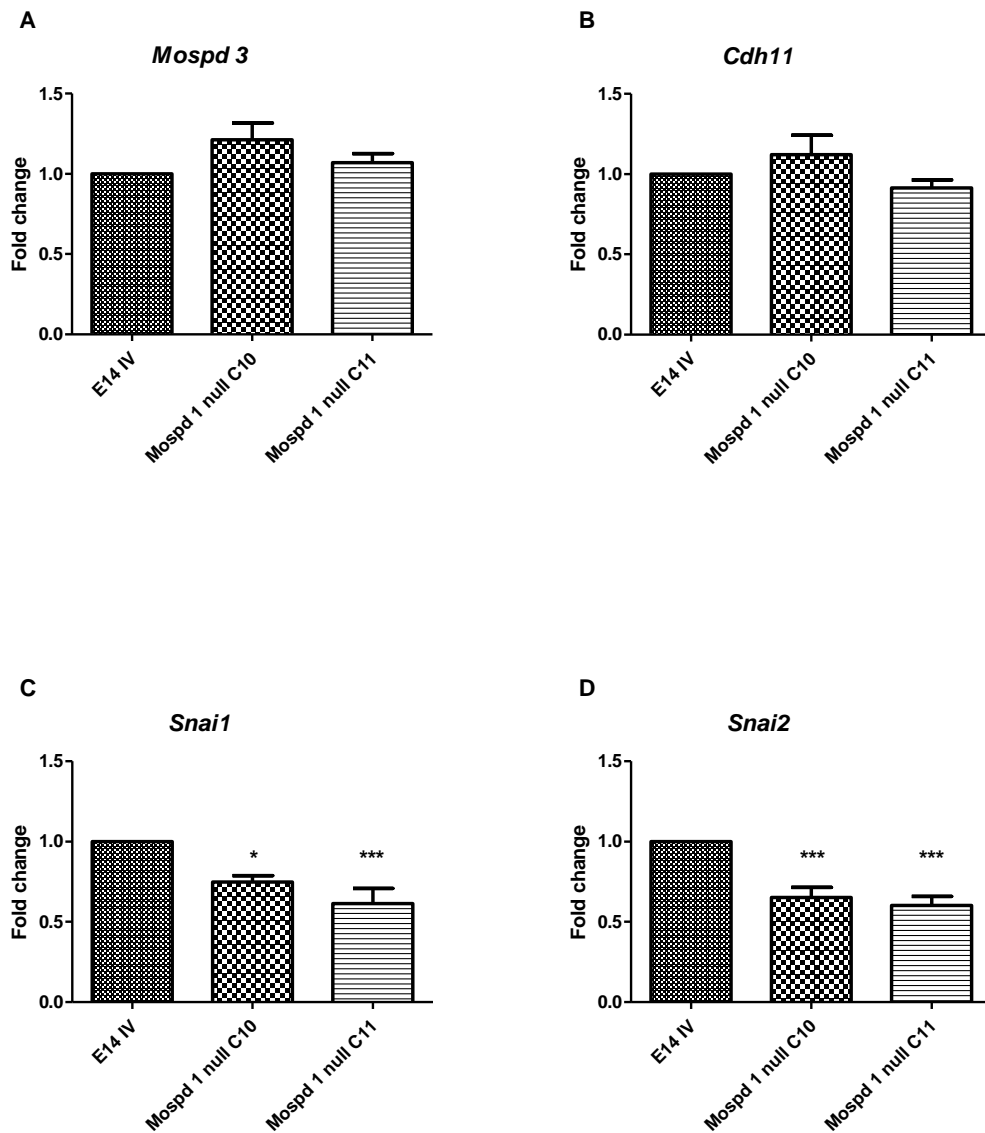 A
Mospd 3
Fold change
1.5
1.0
0.5
0.0
E14 IV
Mospd 1 null C10
Mospd 1 null C11
B
Cdh11
Fold change
1.5
1.0
0.5
0.0
E14 IV
Mospd 1 null C10
Mospd 1 null C11
C
Snai1
Fold change
1.5
1.0
0.5
0.0
*
***
E14 IV
Mospd 1 null C10
Mospd 1 null C11
D
Snai2
Fold change
1.5
1.0
0.5
0.0
***
***
E14 IV
Mospd 1 null C10
Mospd 1 null C11